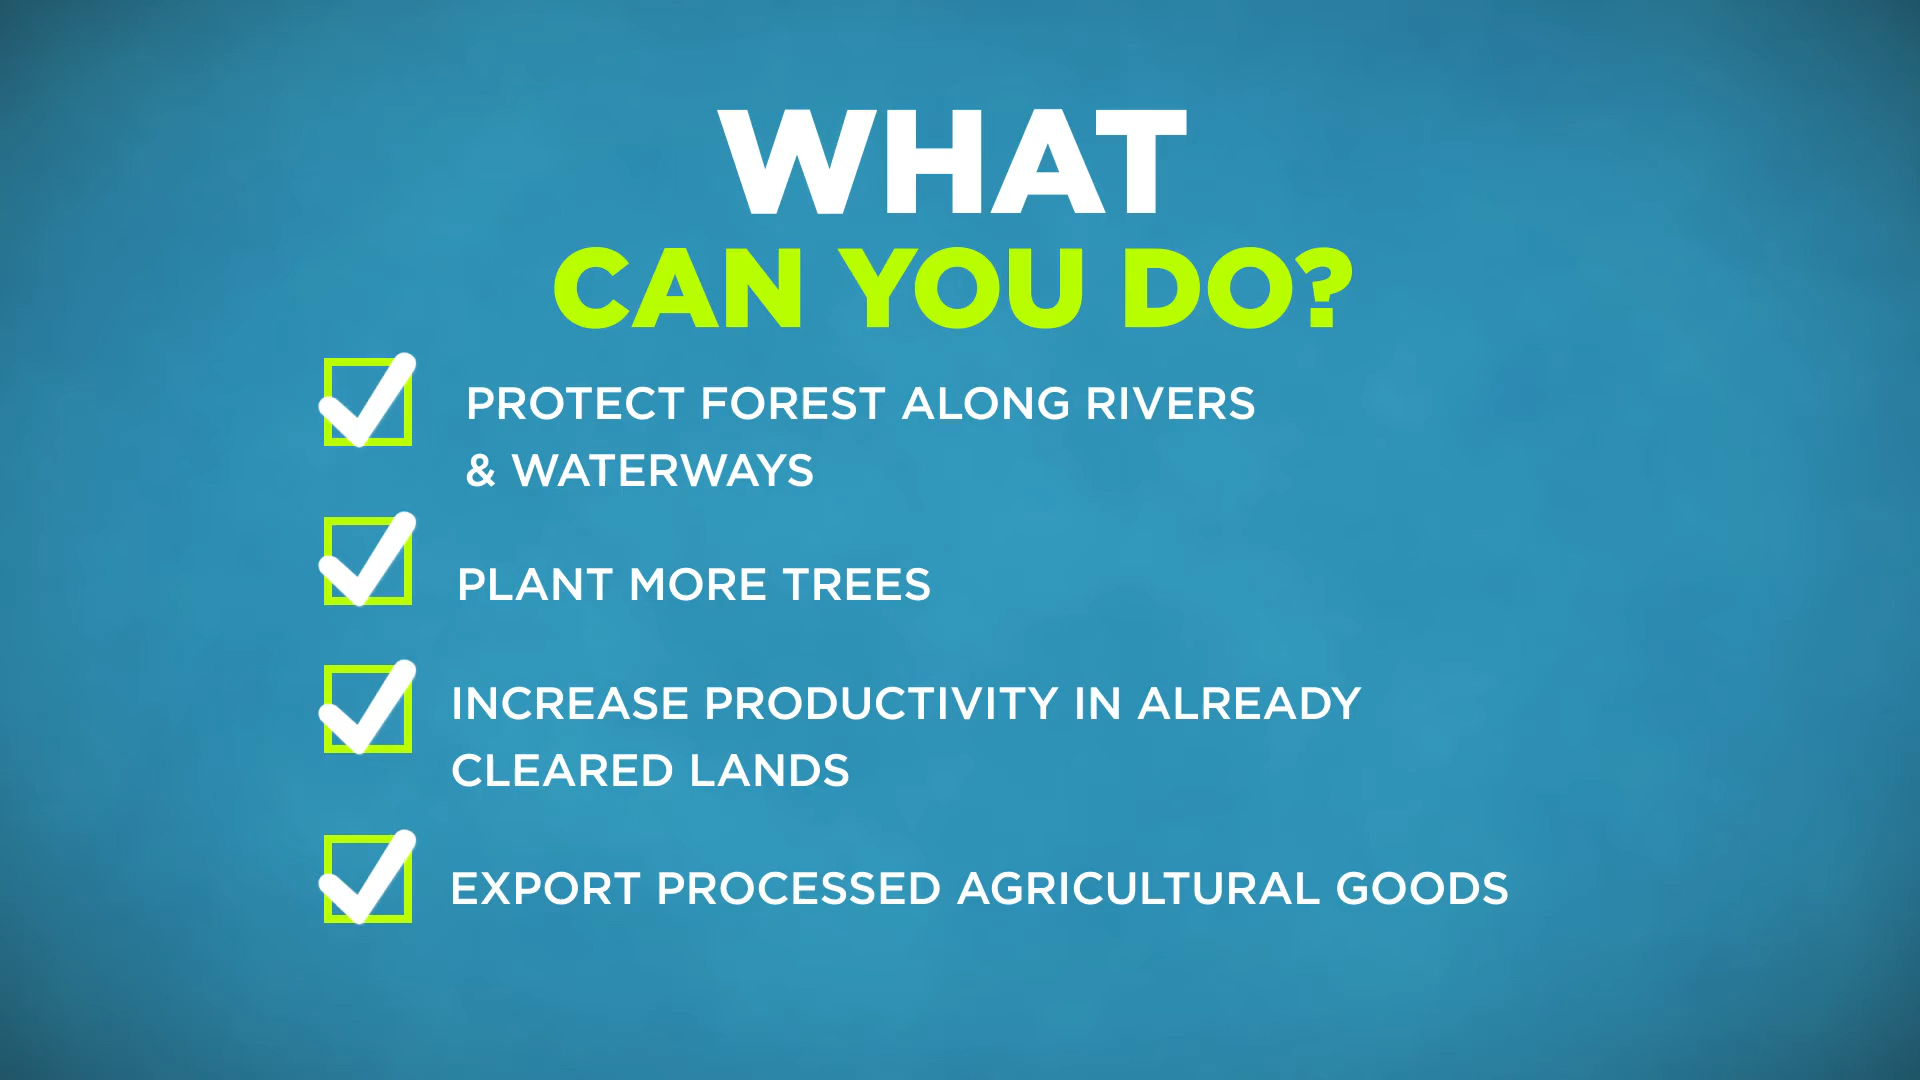 WHAT
CAN YOU DO?
PROTECT FOREST ALONG RIVERS
& WATERWAYS
PLANT MORE TREES
INCREASE PRODUCTIVITY IN ALREADY
CLEARED LANDS
EXPORT PROCESSED AGRICULTURAL GOODS